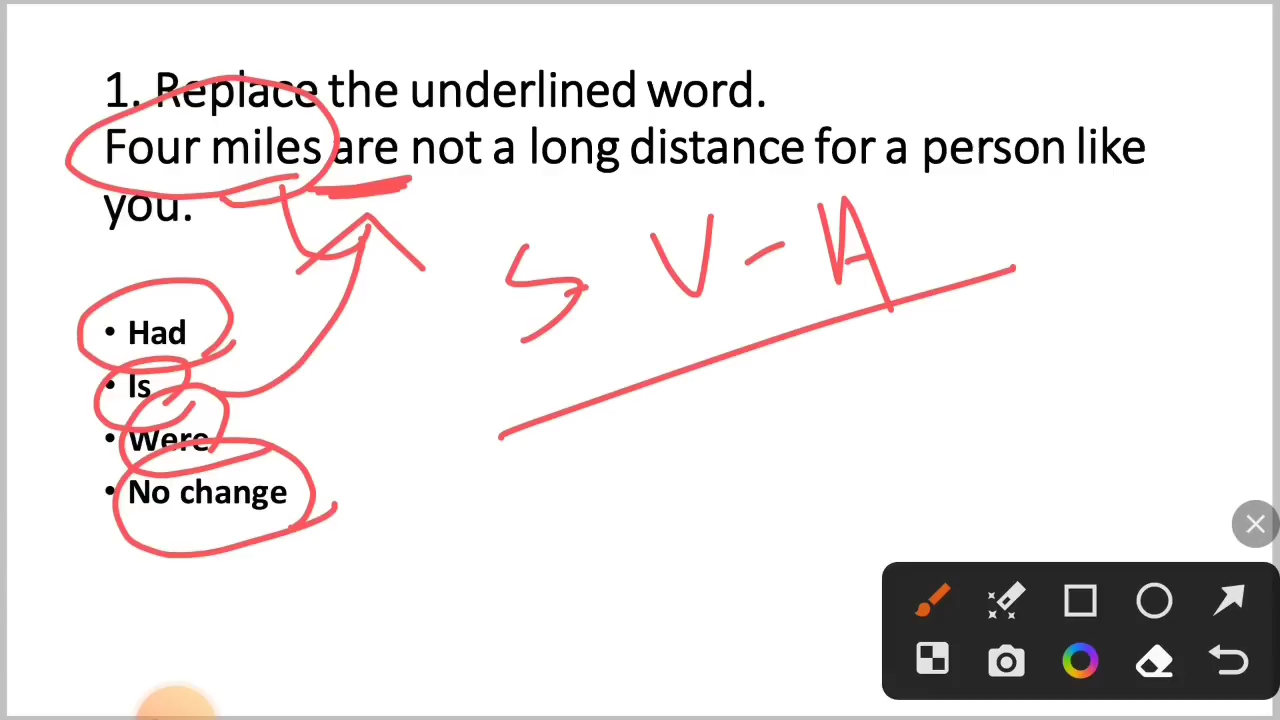 1. Replace the underlined word.
Four miles are not a long distance for a person like
you.
S V - A
• Had
• Is
• Were
• No change